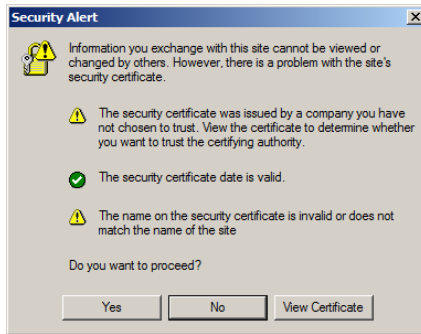 Security Alert
Information you exchange with this site cannot be viewed or
changed by others. However, there is a problem with the site's
security certificate.
The security certificate was issued by a company you have
not chosen to trust. View the certificate to determine whether
you want to trust the certifying authority.
The security certificate date is valid.
The name on the security certificate is invalid or does not
match the name of the site
Do you want to proceed?
Yes No View Certificate